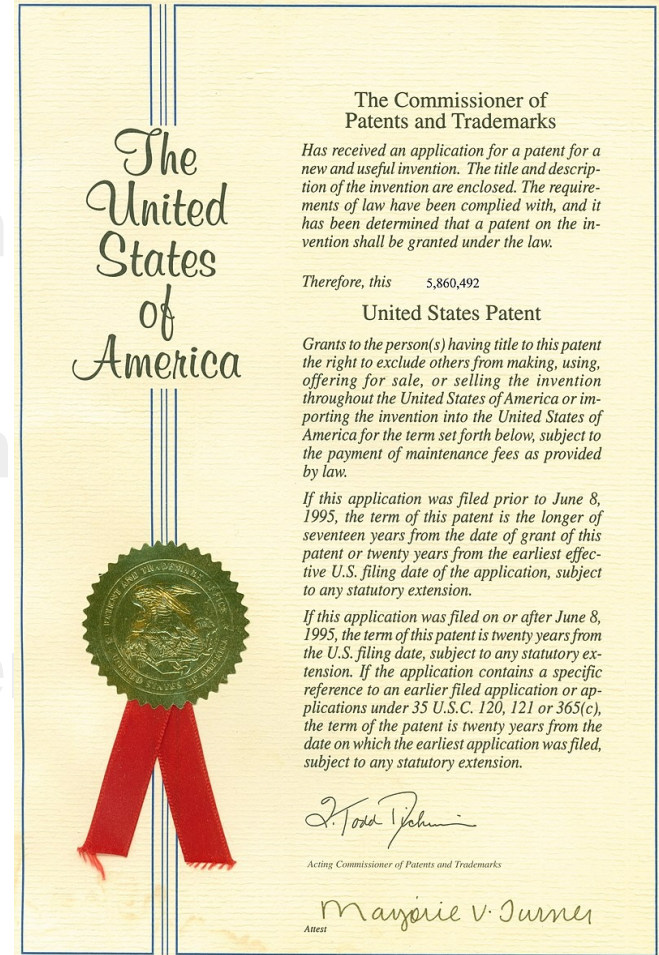 The
United
States
of
America
The Commissioner of
Patents and Trademarks
Has received an application for a patent for a
new and useful invention. The title and descrip-
tion of the invention are enclosed. The require-
ments of law have been complied with, and it
has been determined that a patent on the in-
vention shall be granted under the law.
Therefore, this 5,860,492
United States Patent
Grants to the person(s) having title to this patent
the right to exclude others from making, using,
offering for sale, or selling the invention
throughout the United States of America or im-
porting the invention into the United States of
America for the term set forth below, subject to
the payment of maintenance fees as provided
by law.
If this application was filed prior to June 8,
1995, the term of this patent is the longer of
seventeen years from the date of grant of this
patent or twenty years from the earliest effec-
tive U.S. filing date of the application, subject
to any statutory extension.
If this application was filed on or after June 8,
1995, the term of this patent is twenty years from
the U.S. filing date, subject to any statutory ex-
tension. If the application contains a specific
reference to an earlier filed application or ap-
plications under 35 U.S.C. 120, 121 or 365(c),
the term of the patent is twenty years from the
date on which the earliest application was filed,
subject to any statutory extension.
Q. Todd Dickinson
Acting Commissioner of Patents and Trademarks
Marjorie V. Turner
Attest
PATENT AND TRADEMARK OFFICE
UNITED STATES OF AMERICA